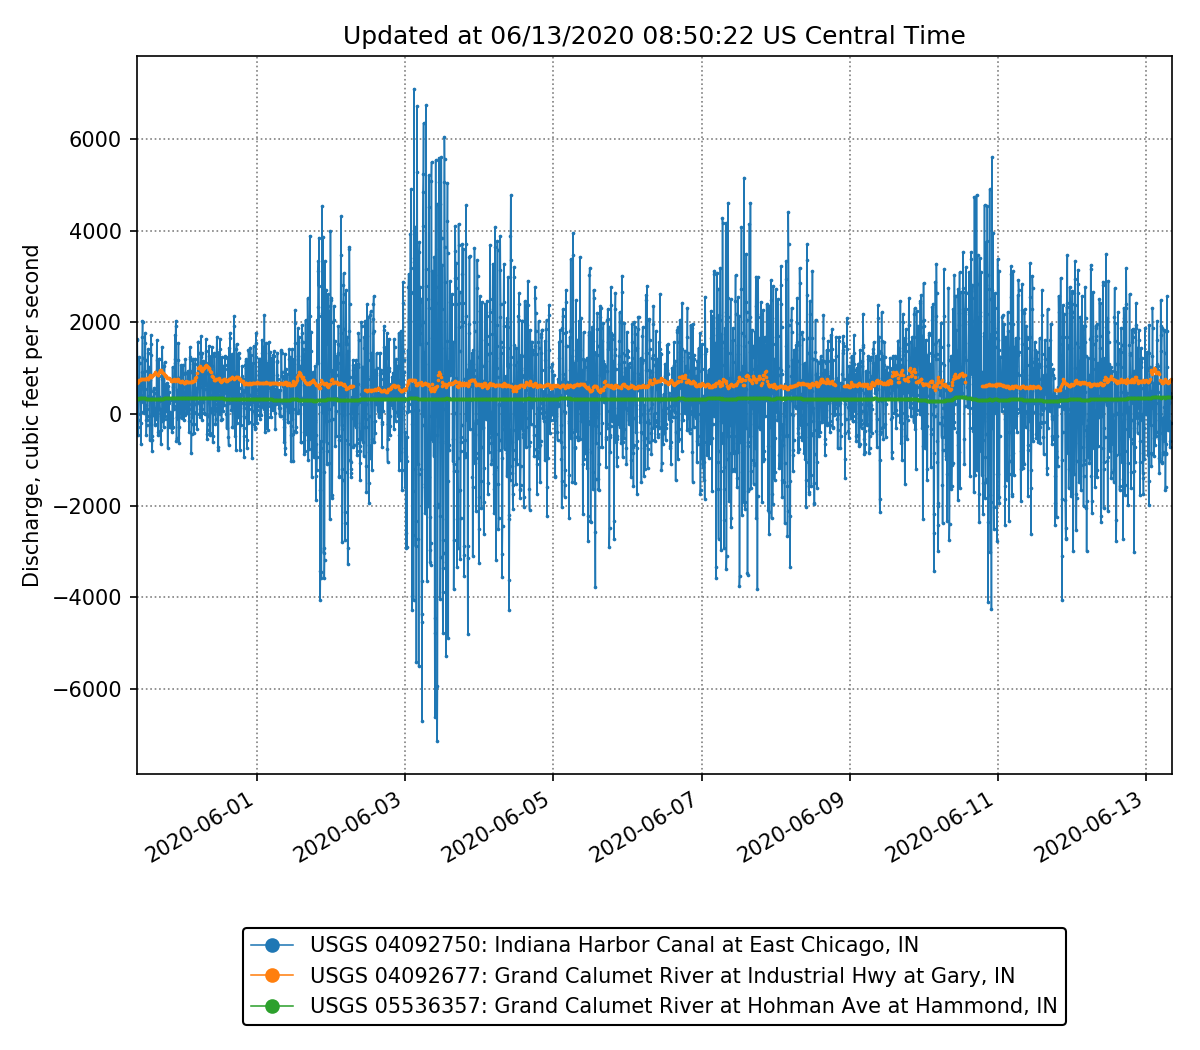 Updated at 06/13/2020 08:50:22 US Central Time
Discharge, cubic feet per second
6000
4000
2000
0
−2000
−4000
−6000
2020-06-01
2020-06-03
2020-06-05
2020-06-07
2020-06-09
2020-06-11
2020-06-13
USGS 04092750: Indiana Harbor Canal at East Chicago, IN
USGS 04092677: Grand Calumet River at Industrial Hwy at Gary, IN
USGS 05536357: Grand Calumet River at Hohman Ave at Hammond, IN